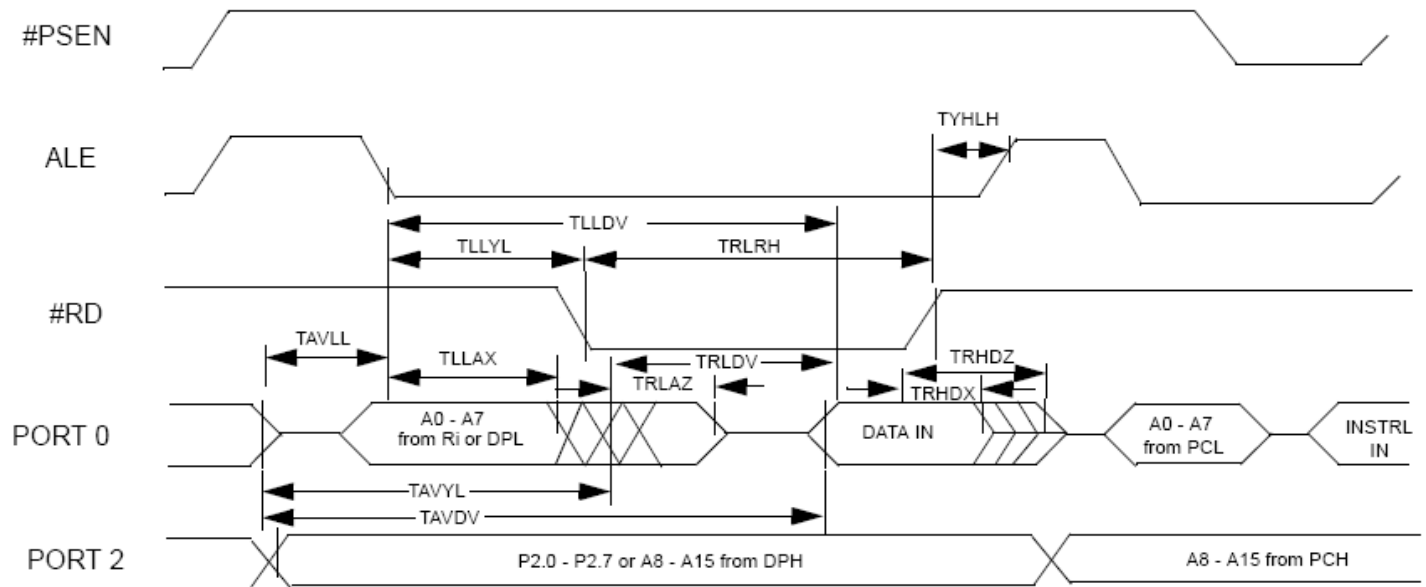 #PSEN
TYHLH
ALE
TLLDV
TLLYL
TRLRH
#RD
TAVLL
TLLAX
TRLDV
TRHDZ
TRLAZ
TRHDX
PORT 0
A0 - A7
from Ri or DPL
DATA IN
A0 - A7
from PCL
INSTRL
IN
TAVYL
TAVDV
PORT 2
P2.0 - P2.7 or A8 - A15 from DPH
A8 - A15 from PCH